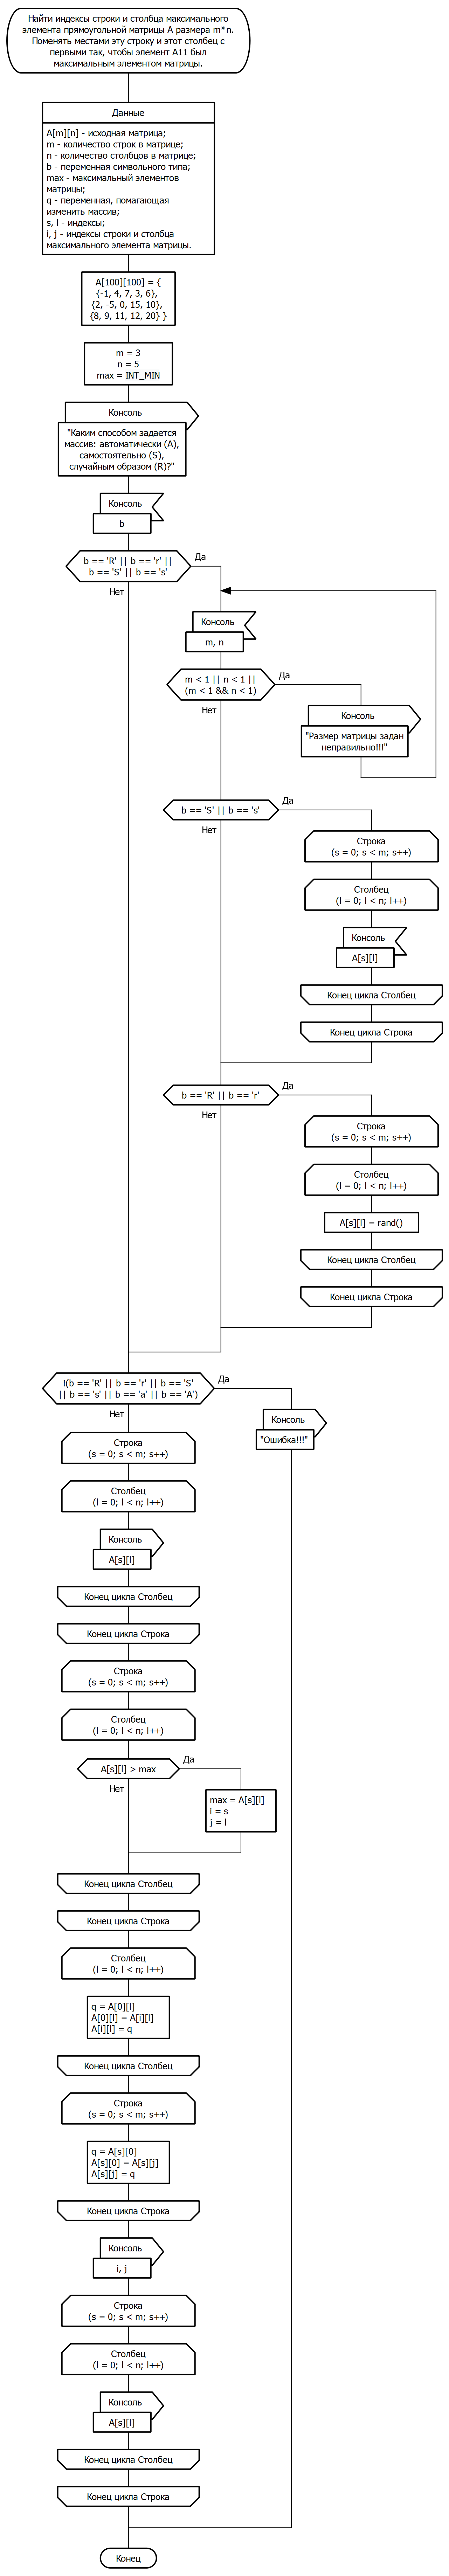 Найти индексы строки и столбца максимального
элемента прямоугольной матрицы А размера m*n.
Поменять местами эту строку и этот столбец с
первыми так, чтобы элемент А11 был
максимальным элементом матрицы.
Данные
A[m][n] - исходная матрица;
m - количество строк в матрице;
n - количество столбцов в матрице;
b - переменная символьного типа;
max - максимальный элементов
матрицы;
q - переменная, помагающая
изменить массив;
s, l - индексы;
i, j - индексы строки и столбца
максимального элемента матрицы.
A[100][100] = {
{-1, 4, 7, 3, 6},
{2, -5, 0, 15, 10},
{8, 9, 11, 12, 20} }
m = 3
n = 5
max = INT_MIN
Консоль
"Каким способом задается
массив: автоматически (А),
самостоятельно (S),
случайным образом (R)?"
Консоль
b
b == 'R' || b == 'r' ||
b == 'S' || b == 's'
Да
Нет
Консоль
m, n
m < 1 || n < 1 ||
(m < 1 && n < 1)
Да
Нет
Консоль
"Размер матрицы задан
неправильно!!!"
b == 'S' || b == 's'
Да
Нет
Строка
(s = 0; s < m; s++)
Столбец
(l = 0; l < n; l++)
Консоль
A[s][l]
Конец цикла Столбец
Конец цикла Строка
b == 'R' || b == 'r'
Да
Нет
Строка
(s = 0; s < m; s++)
Столбец
(l = 0; l < n; l++)
A[s][l] = rand()
Конец цикла Столбец
Конец цикла Строка
!(b == 'R' || b == 'r' || b == 'S'
|| b == 's' || b == 'a' || b == 'A')
Да
Нет
Консоль
"Ошибка!!!"
Строка
(s = 0; s < m; s++)
Столбец
(l = 0; l < n; l++)
Консоль
A[s][l]
Конец цикла Столбец
Конец цикла Строка
Строка
(s = 0; s < m; s++)
Столбец
(l = 0; l < n; l++)
A[s][l] > max
Да
Нет
max = A[s][l]
i = s
j = l
Конец цикла Столбец
Конец цикла Строка
Столбец
(l = 0; l < n; l++)
q = A[0][l]
A[0][l] = A[i][l]
A[i][l] = q
Конец цикла Столбец
Строка
(s = 0; s < m; s++)
q = A[s][0]
A[s][0] = A[s][j]
A[s][j] = q
Конец цикла Строка
Консоль
i, j
Строка
(s = 0; s < m; s++)
Столбец
(l = 0; l < n; l++)
Консоль
A[s][l]
Конец цикла Столбец
Конец цикла Строка
Конец